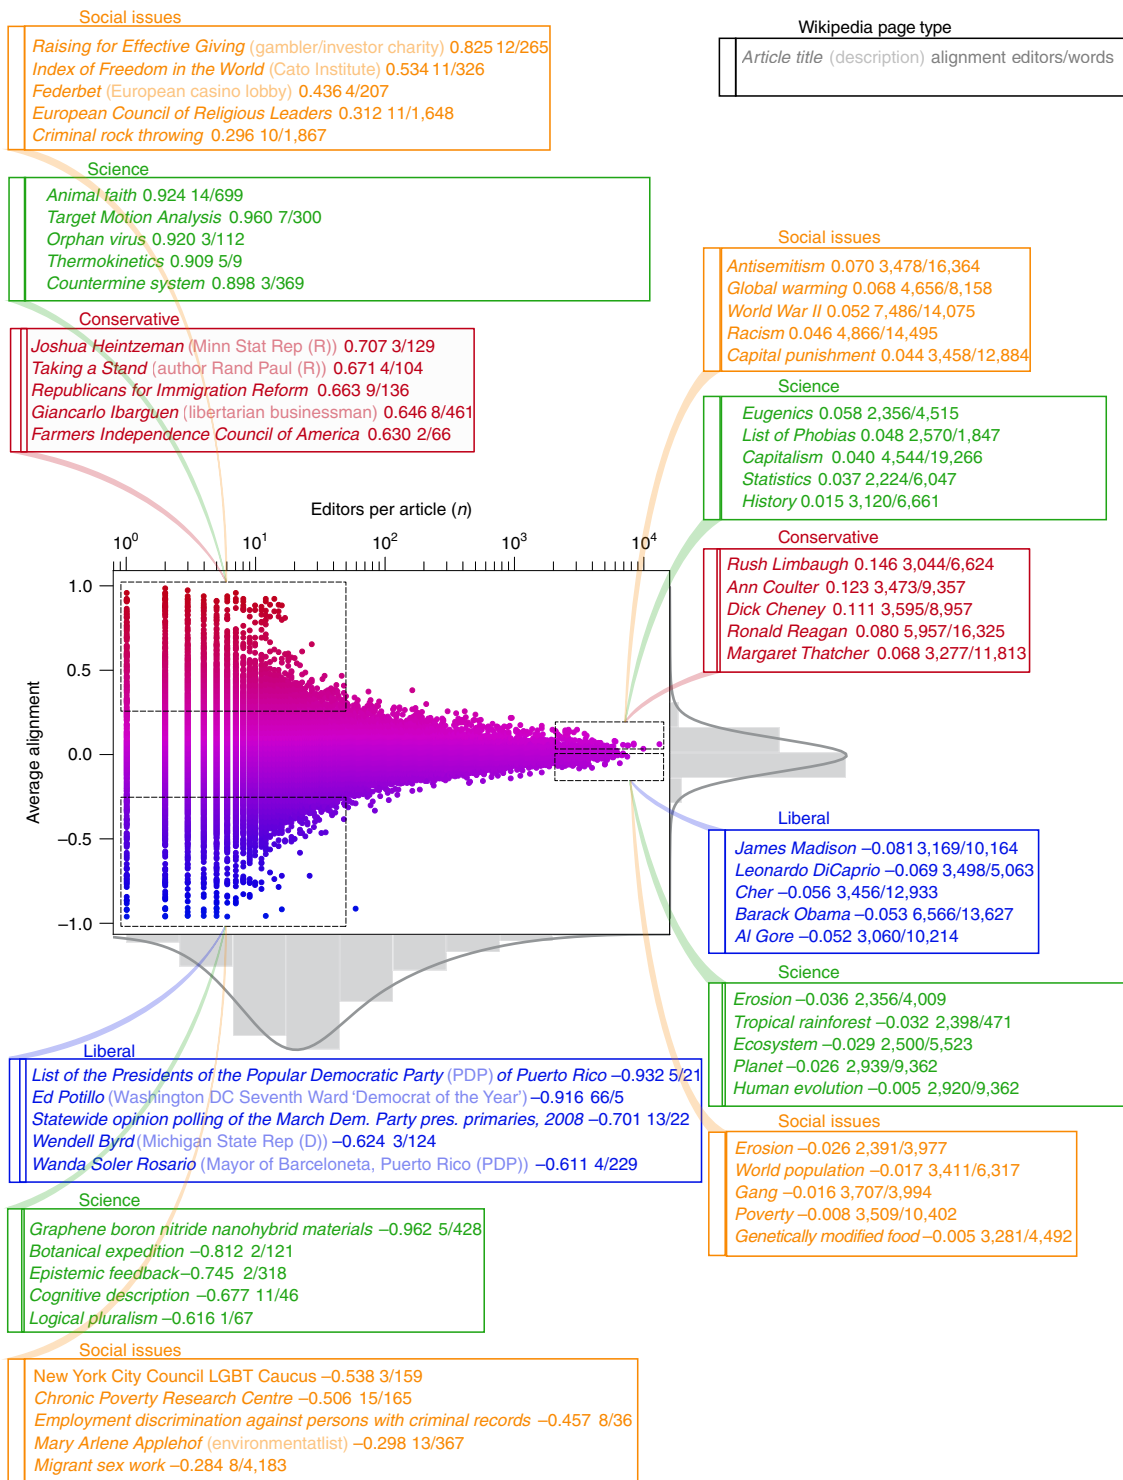 Social issues
Raising for Effective Giving (gambler/investor charity) 0.825 12/265
Index of Freedom in the World (Cato Institute) 0.534 11/326
Federbet (European casino lobby) 0.436 4/207
European Council of Religious Leaders 0.312 11/1,648
Criminal rock throwing 0.296 10/1,867
Wikipedia page type
Article title (description) alignment editors/words
Science
Animal faith 0.924 14/699
Target Motion Analysis 0.960 7/300
Orphan virus 0.920 3/112
Thermokinetics 0.909 5/9
Countermine system 0.898 3/369
Conservative
Joshua Heintzeman (Minn Stat Rep (R)) 0.707 3/129
Taking a Stand (author Rand Paul (R)) 0.671 4/104
Republicans for Immigration Reform 0.663 9/136
Giancarlo Ibarguen (libertarian businessman) 0.646 8/461
Farmers Independence Council of America 0.630 2/66
Social issues
Antisemitism 0.070 3,478/16,364
Global warming 0.068 4,656/8,158
World War II 0.052 7,486/14,075
Racism 0.046 4,866/14,495
Capital punishment 0.044 3,458/12,884
Science
Eugenics 0.058 2,356/4,515
List of Phobias 0.048 2,570/1,847
Capitalism 0.040 4,544/19,266
Statistics 0.037 2,224/6,047
History 0.015 3,120/6,661
Conservative
Rush Limbaugh 0.146 3,044/6,624
Ann Coulter 0.123 3,473/9,357
Dick Cheney 0.111 3,595/8,957
Ronald Reagan 0.080 5,957/16,325
Margaret Thatcher 0.068 3,277/11,813
Editors per article (n)
10⁰ 10¹ 10² 10³ 10⁴
Average alignment
1.0
0.5
0.0
–0.5
–1.0
Liberal
James Madison –0.081 3,169/10,164
Leonardo DiCaprio –0.069 3,498/5,063
Cher –0.056 3,456/12,933
Barack Obama –0.053 6,566/13,627
Al Gore –0.052 3,060/10,214
Science
Erosion –0.036 2,356/4,009
Tropical rainforest –0.032 2,398/471
Ecosystem –0.029 2,500/5,523
Planet –0.026 2,939/9,362
Human evolution –0.005 2,920/9,362
Social issues
Erosion –0.026 2,391/3,977
World population –0.017 3,411/6,317
Gang –0.016 3,707/3,994
Poverty –0.008 3,509/10,402
Genetically modified food –0.005 3,281/4,492
Liberal
List of the Presidents of the Popular Democratic Party (PDP) of Puerto Rico –0.932 5/21
Ed Potillo (Washington DC Seventh Ward ‘Democrat of the Year’) –0.916 66/5
Statewide opinion polling of the March Dem. Party pres. primaries, 2008 –0.701 13/22
Wendell Byrd (Michigan State Rep (D)) –0.624 3/124
Wanda Soler Rosario (Mayor of Barceloneta, Puerto Rico (PDP)) –0.611 4/229
Science
Graphene boron nitride nanohybrid materials –0.962 5/428
Botanical expedition –0.812 2/121
Epistemic feedback–0.745 2/318
Cognitive description –0.677 11/46
Logical pluralism –0.616 1/67
Social issues
New York City Council LGBT Caucus –0.538 3/159
Chronic Poverty Research Centre –0.506 15/165
Employment discrimination against persons with criminal records –0.457 8/36
Mary Arlene Applehof (environmentatlist) –0.298 13/367
Migrant sex work –0.284 8/4,183